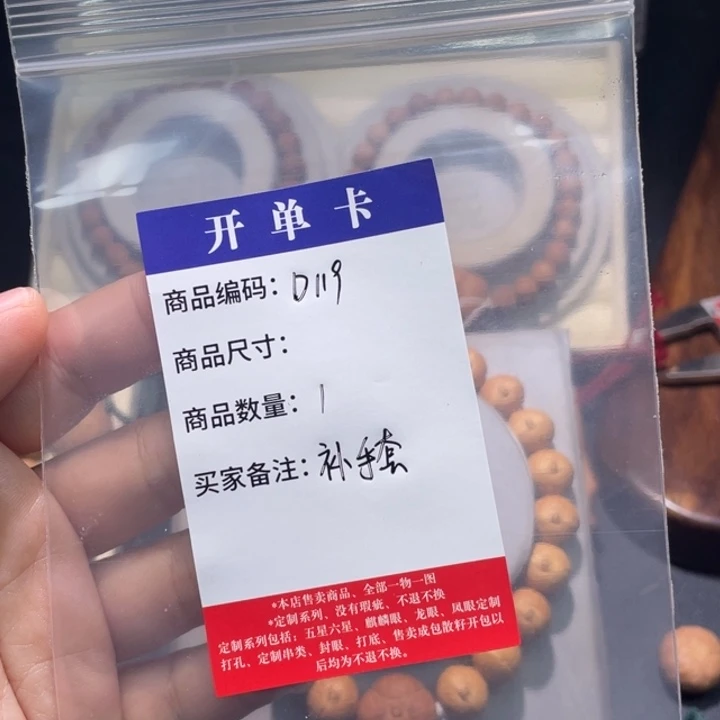 开单卡
商品编码：D119
商品尺寸：
商品数量：1
买家备注：补手套
*本店售卖商品、全部一物一图
*定制系列、没有瑕疵、不退不换
定制系列包括：五星六星、麒麟眼、龙眼、凤眼定制
打孔、定制串类、封眼、打底、售卖成包散籽开包以
后均为不退不换。